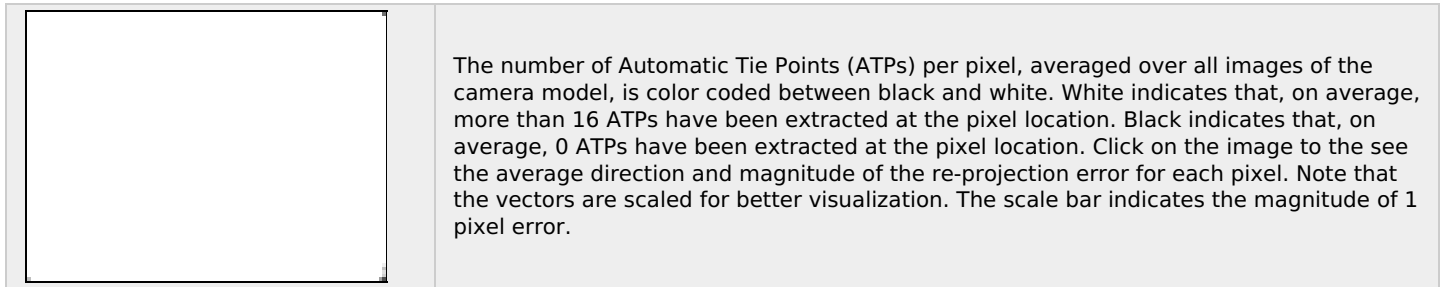 The number of Automatic Tie Points (ATPs) per pixel, averaged over all images of the
camera model, is color coded between black and white. White indicates that, on average,
more than 16 ATPs have been extracted at the pixel location. Black indicates that, on
average, 0 ATPs have been extracted at the pixel location. Click on the image to the see
the average direction and magnitude of the re-projection error for each pixel. Note that
the vectors are scaled for better visualization. The scale bar indicates the magnitude of 1
pixel error.